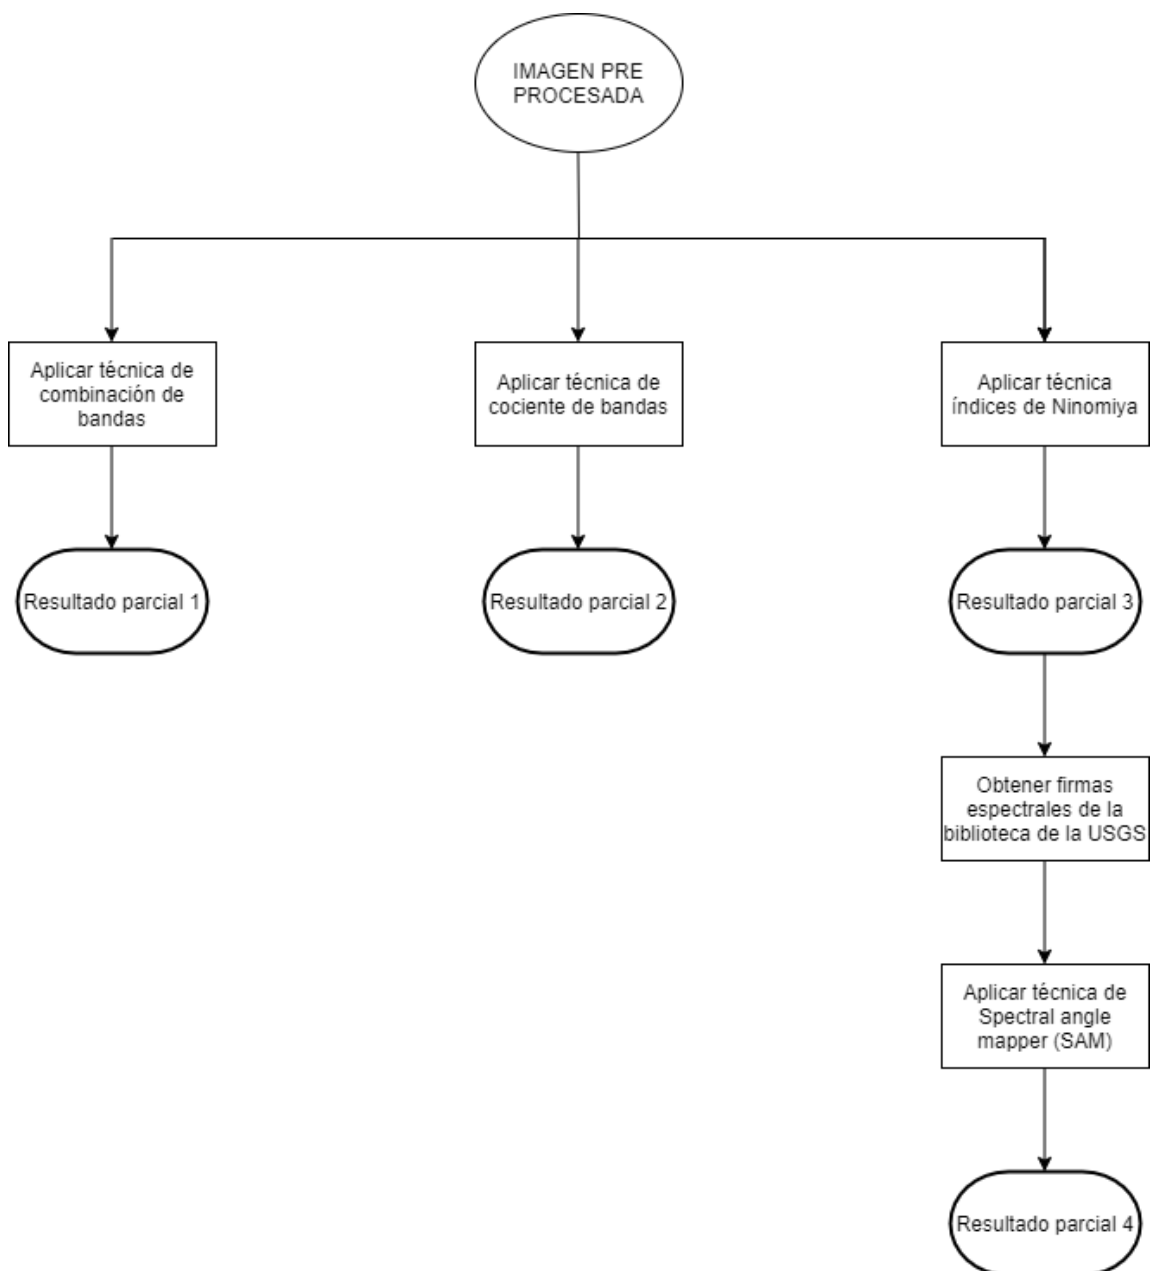 IMAGEN PRE
PROCESADA
Aplicar técnica de
combinación de
bandas
Aplicar técnica de
cociente de bandas
Aplicar técnica
índices de Ninomiya
Resultado parcial 1
Resultado parcial 2
Resultado parcial 3
Obtener firmas
espectrales de la
biblioteca de la USGS
Aplicar técnica de
Spectral angle
mapper (SAM)
Resultado parcial 4